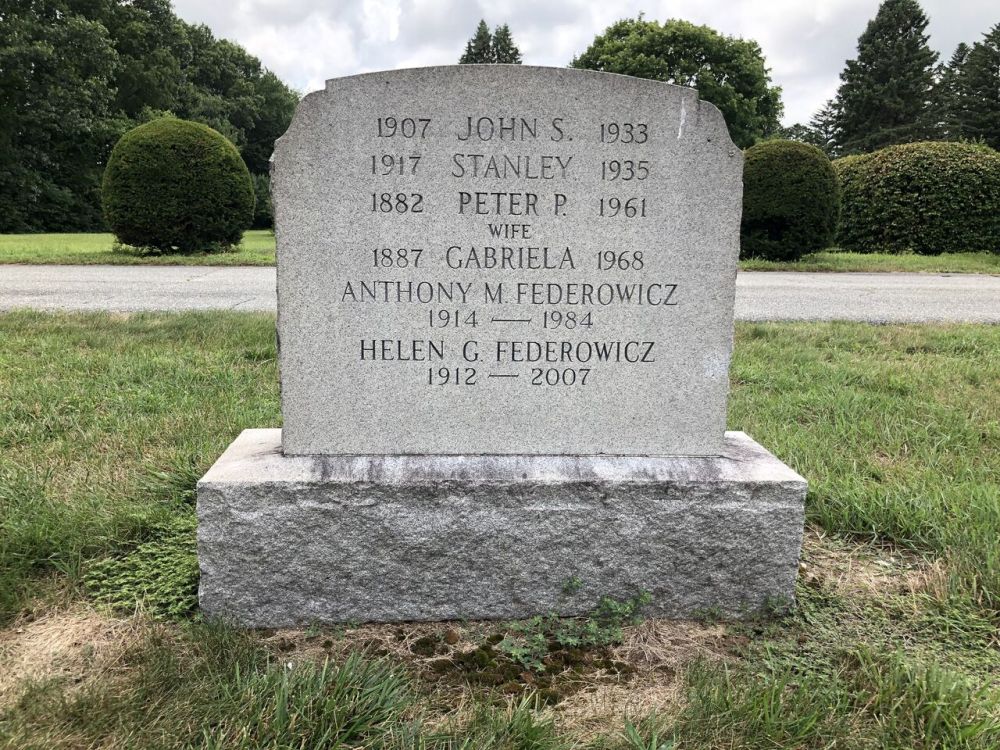 1907 JOHN S. 1933
1917 STANLEY 1935
1882 PETER P. 1961
WIFE
1887 GABRIELA 1968
ANTHONY M. FEDEROWICZ
1914 — 1984
HELEN G. FEDEROWICZ
1912 — 2007